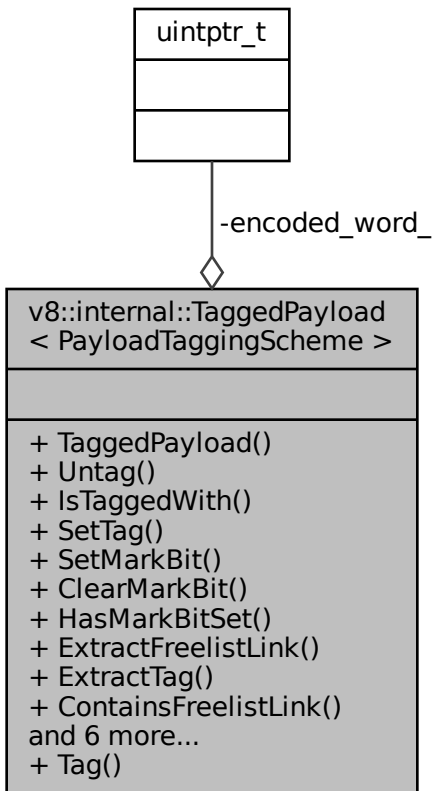 uintptr_t
-encoded_word_
v8::internal::TaggedPayload
< PayloadTaggingScheme >
+ TaggedPayload()
+ Untag()
+ IsTaggedWith()
+ SetTag()
+ SetMarkBit()
+ ClearMarkBit()
+ HasMarkBitSet()
+ ExtractFreelistLink()
+ ExtractTag()
+ ContainsFreelistLink()
and 6 more...
+ Tag()